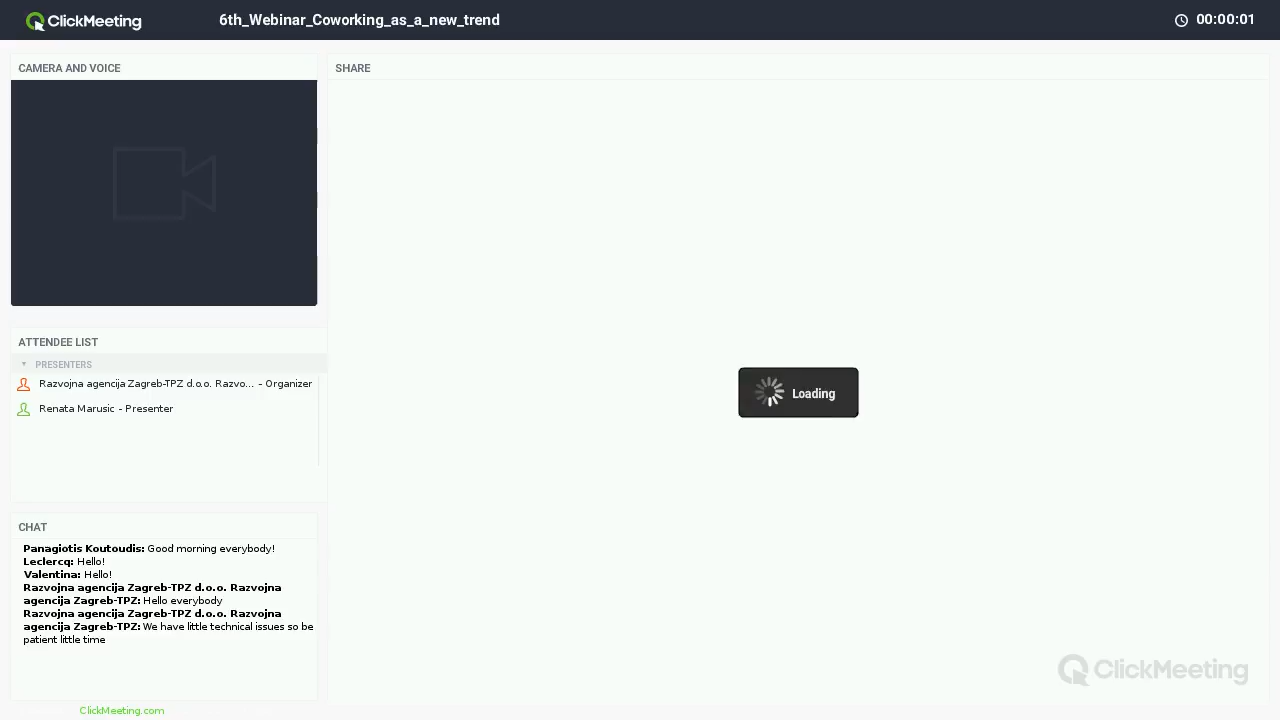 ClickMeeting
6th_Webinar_Coworking_as_a_new_trend
00:00:01
CAMERA AND VOICE
SHARE
ATTENDEE LIST
PRESENTERS
Razvojna agencija Zagreb-TPZ d.o.o. Razvo... - Organizer
Renata Marusic - Presenter
Loading
CHAT
Panagiotis Koutoudis: Good morning everybody!
Leclercq: Hello!
Valentina: Hello!
Razvojna agencija Zagreb-TPZ d.o.o. Razvojna
agencija Zagreb-TPZ: Hello everybody
Razvojna agencija Zagreb-TPZ d.o.o. Razvojna
agencija Zagreb-TPZ: We have little technical issues so be
patient little time
ClickMeeting
ClickMeeting.com